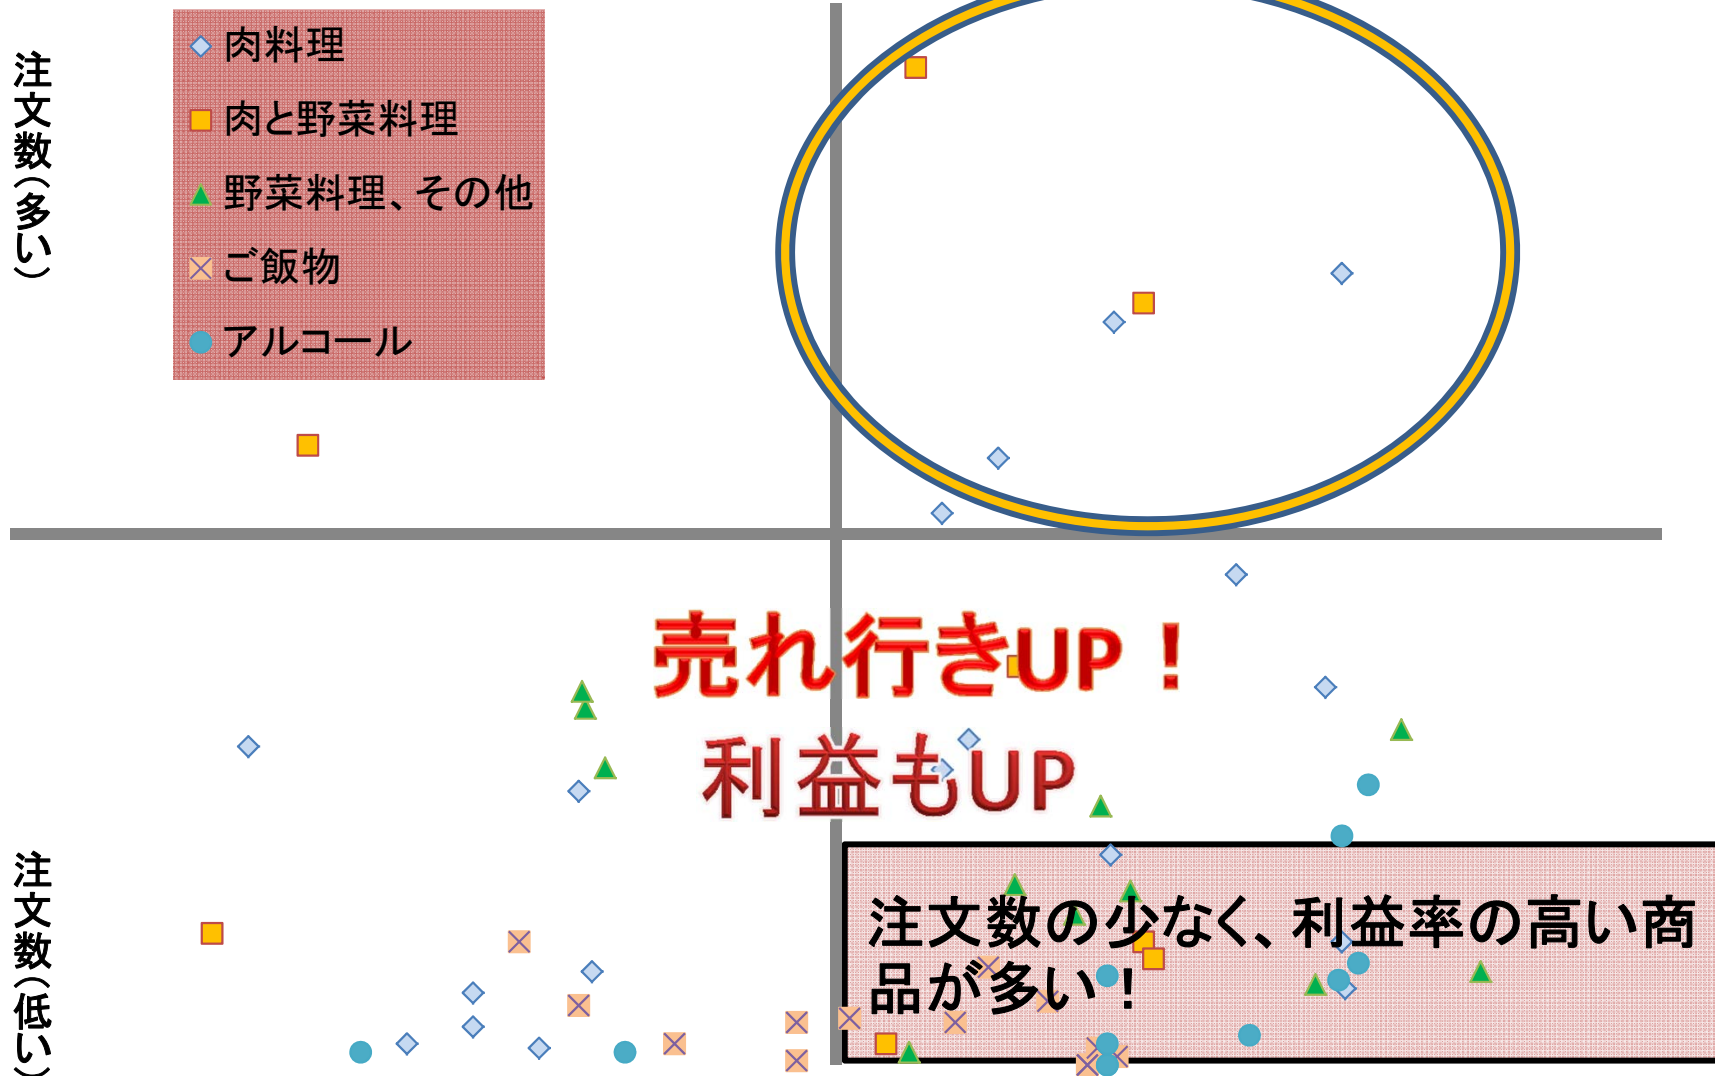 注文数(多い)
肉料理
肉と野菜料理
野菜料理、その他
ご飯物
アルコール
売れ行きUP！
利益もUP
注文数(低い)
注文数の少なく、利益率の高い商
品が多い！